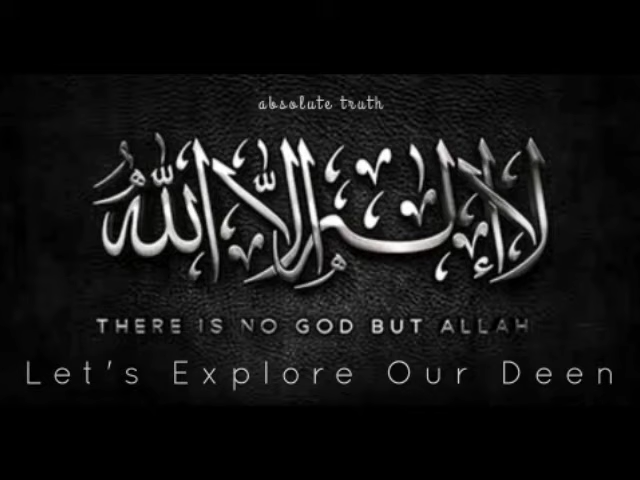 absolute truth
لا إله إلا الله
THERE IS NO GOD BUT ALLAH
Let's Explore Our Deen